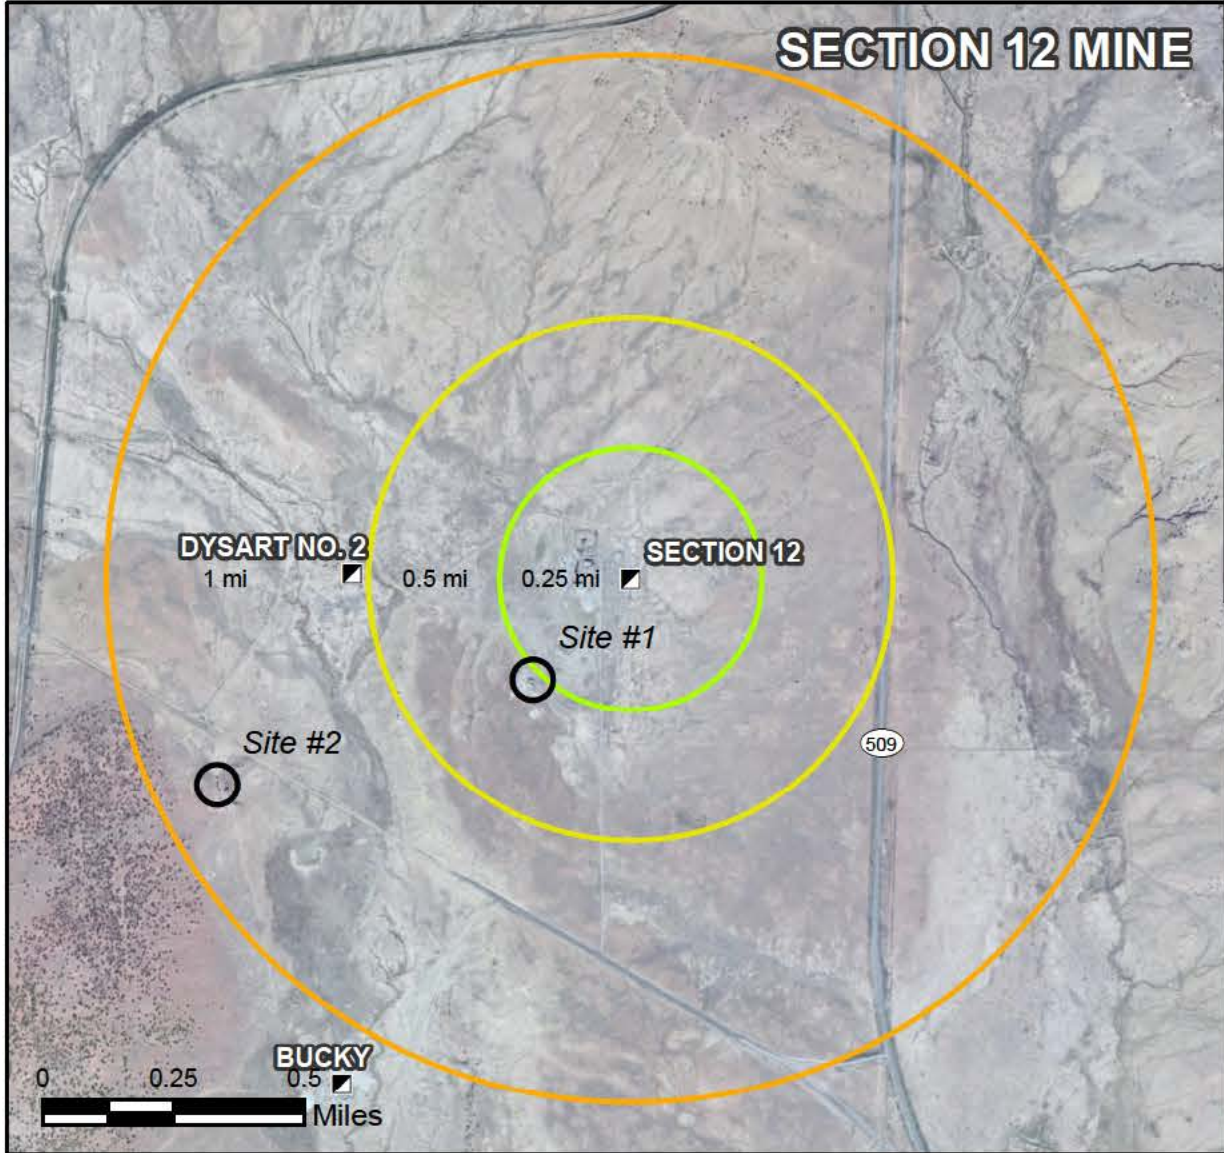 SECTION 12 MINE
DYSART NO. 2
SECTION 12
1 mi
0.5 mi
0.25 mi
Site #1
Site #2
509
BUCKY
0 0.25 0.5
Miles